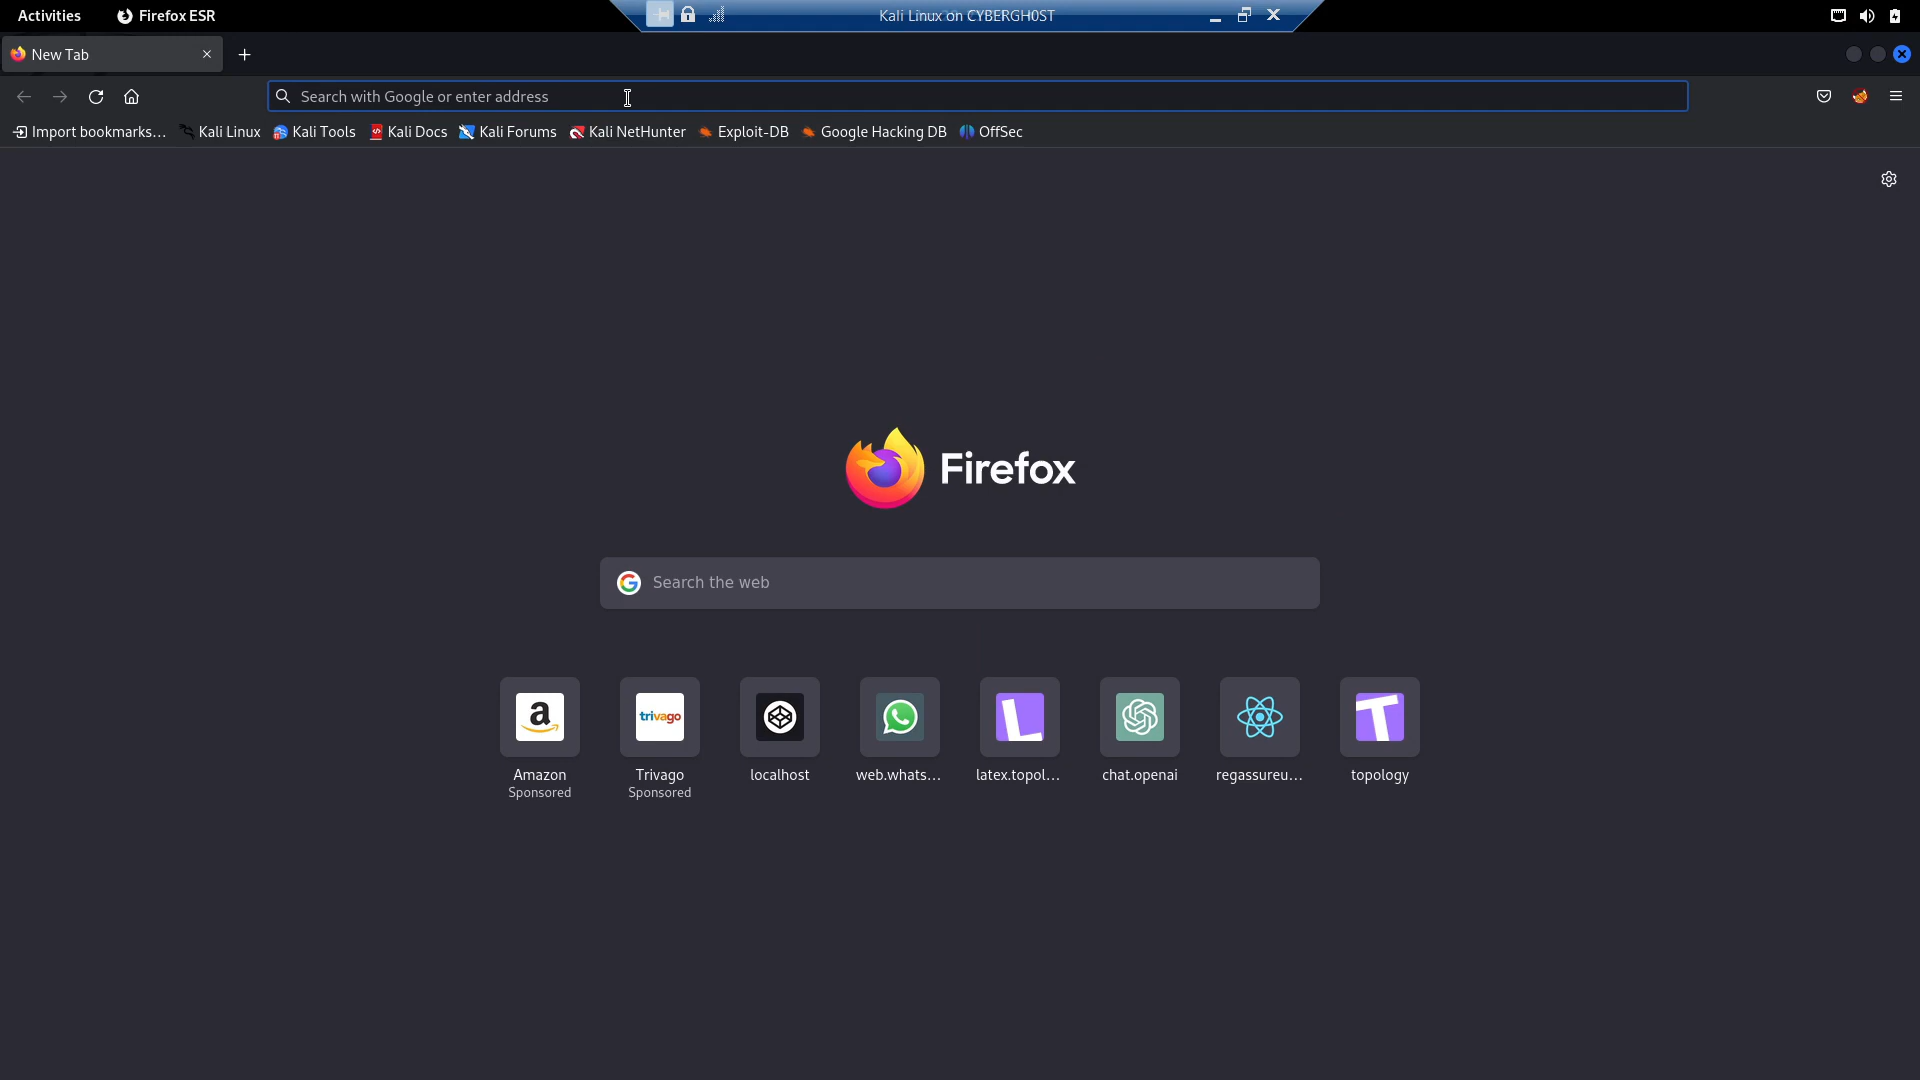 Activities
Firefox ESR
Kali Linux on CYBERGH0ST
New Tab
Search with Google or enter address
Import bookmarks...
Kali Linux
Kali Tools
Kali Docs
Kali Forums
Kali NetHunter
Exploit-DB
Google Hacking DB
OffSec
Firefox
Search the web
trivago
Amazon
Sponsored
Trivago
Sponsored
localhost
web.whats...
latex.topol...
chat.openai
regassureu...
topology